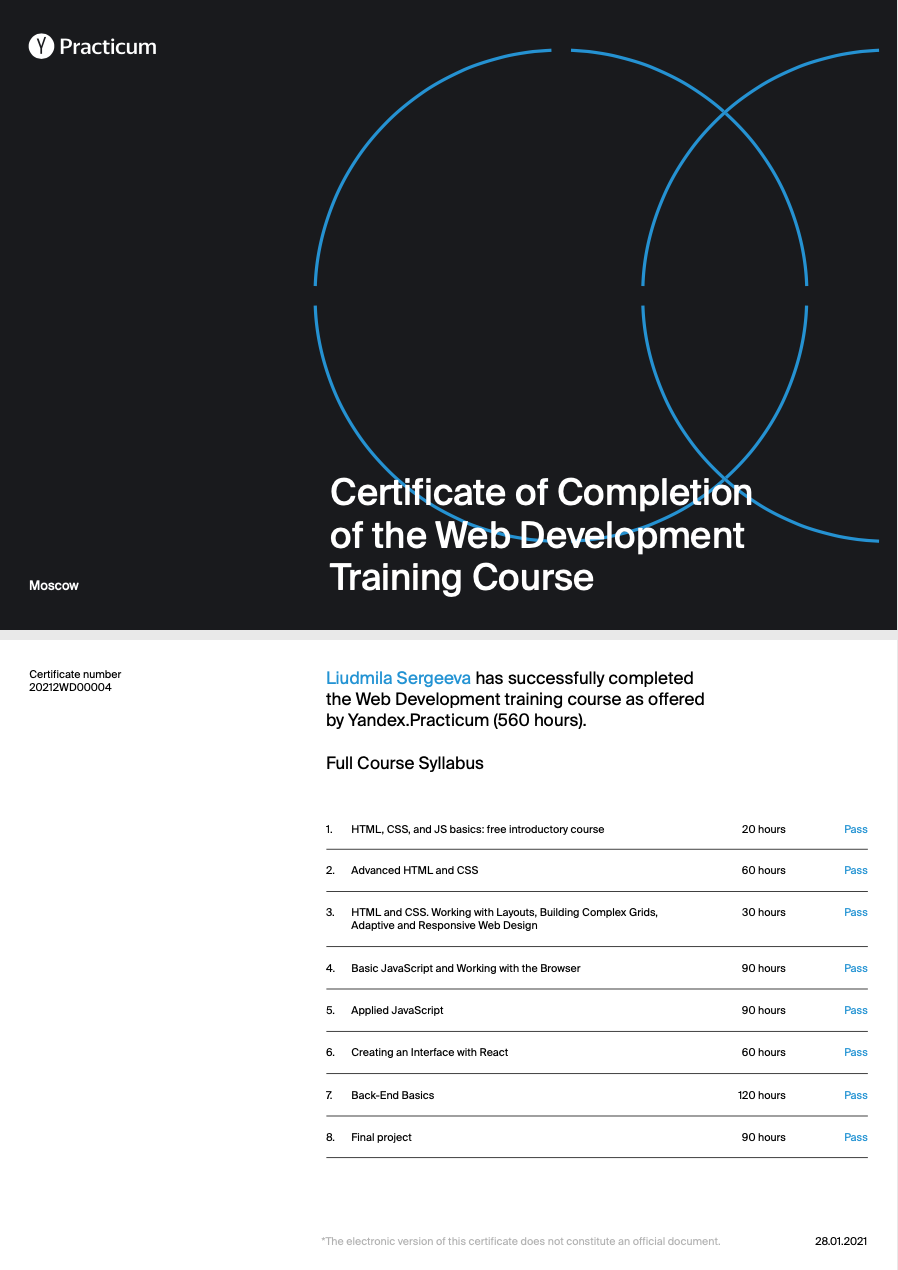 Practicum
Certificate of Completion
of the Web Development
Training Course
Moscow
Certificate number
20212WD00004
Liudmila Sergeeva has successfully completed
the Web Development training course as offered
by Yandex.Practicum (560 hours).
Full Course Syllabus
1. HTML, CSS, and JS basics: free introductory course 20 hours Pass
2. Advanced HTML and CSS 60 hours Pass
3. HTML and CSS. Working with Layouts, Building Complex Grids, 30 hours Pass
Adaptive and Responsive Web Design
4. Basic JavaScript and Working with the Browser 90 hours Pass
5. Applied JavaScript 90 hours Pass
6. Creating an Interface with React 60 hours Pass
7. Back-End Basics 120 hours Pass
8. Final project 90 hours Pass
*The electronic version of this certificate does not constitute an official document. 28.01.2021